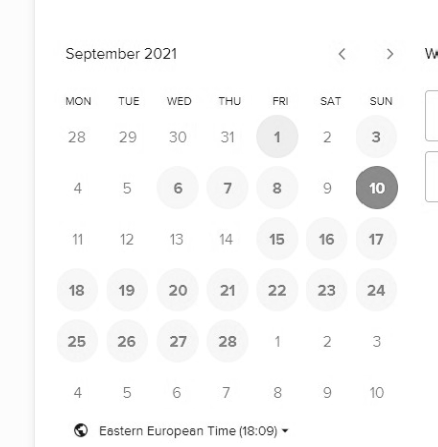 September 2021
W
MON TUE WED THU FRI SAT SUN
28 29 30 31 1 2 3
4 5 6 7 8 9 10
11 12 13 14 15 16 17
18 19 20 21 22 23 24
25 26 27 28 1 2 3
4 5 6 7 8 9 10
Eastern European Time (18:09)